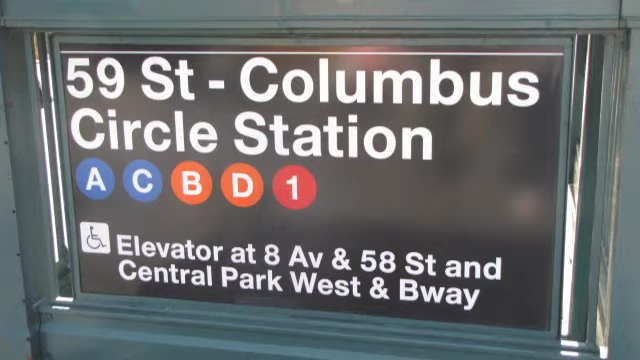 59 St - Columbus
Circle Station
A C B D 1
Elevator at 8 Av & 58 St and
Central Park West & Bway